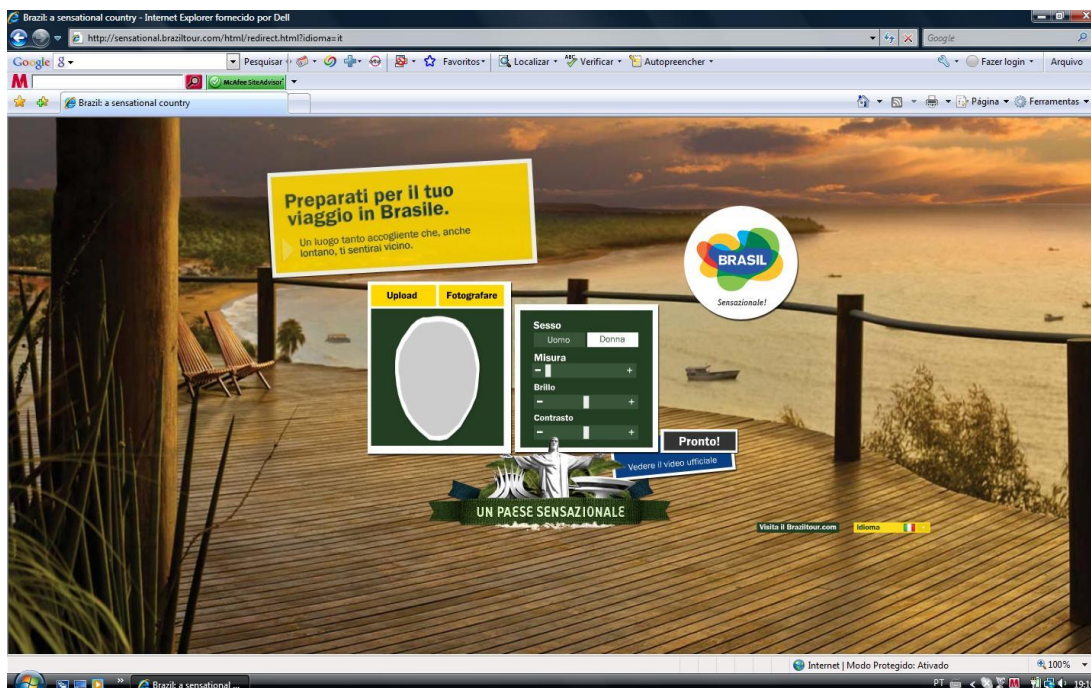 Brazil: a sensational country - Internet Explorer fornecido por Dell
http://sensational.braziltour.com/html/redirect.html?idioma=it
Google
Google
Pesquisar
Favoritos
Localizar
Verificar
Autopreencher
Fazer login
Arquivo
M
McAfee SiteAdvisor
Brazil: a sensational country
Página
Ferramentas
Preparati per il tuo
viaggio in Brasile.
Un luogo tanto accogliente che, anche
lontano, ti sentirai vicino.
BRASIL
Sensazionale!
Upload
Fotografare
Sesso
Uomo
Donna
Misura
- +
Brillo
- +
Contrasto
- +
Pronto!
Vedere il video ufficiale
UN PAESE SENSAZIONALE
Visita il Braziltour.com
Idioma
Internet | Modo Protegido: Ativado
100%
Brazil: a sensational ...
PT